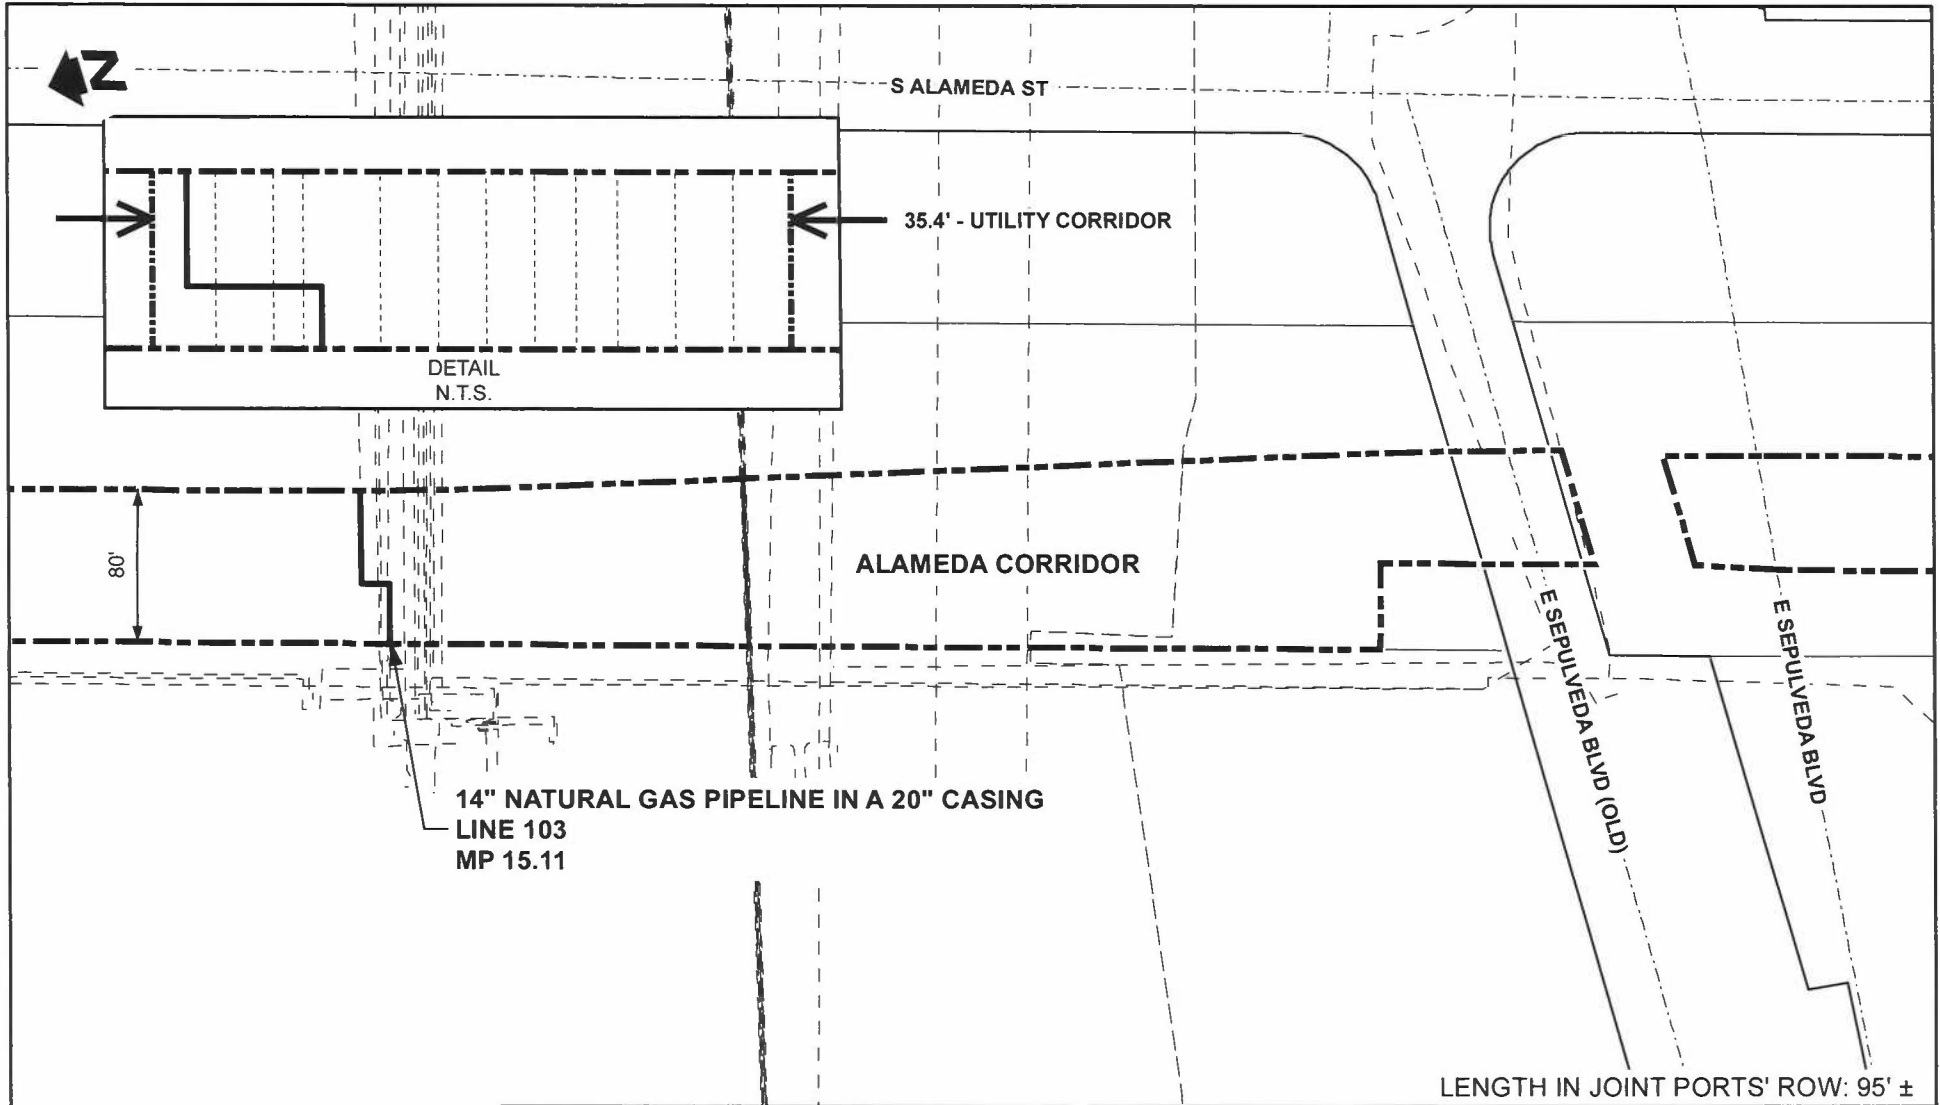 N
S ALAMEDA ST
35.4' - UTILITY CORRIDOR
DETAIL
N.T.S.
80'
ALAMEDA CORRIDOR
E SEPULVEDA BLVD (OLD)
E SEPULVEDA BLVD
14" NATURAL GAS PIPELINE IN A 20" CASING
LINE 103
MP 15.11
LENGTH IN JOINT PORTS' ROW: 95' ±